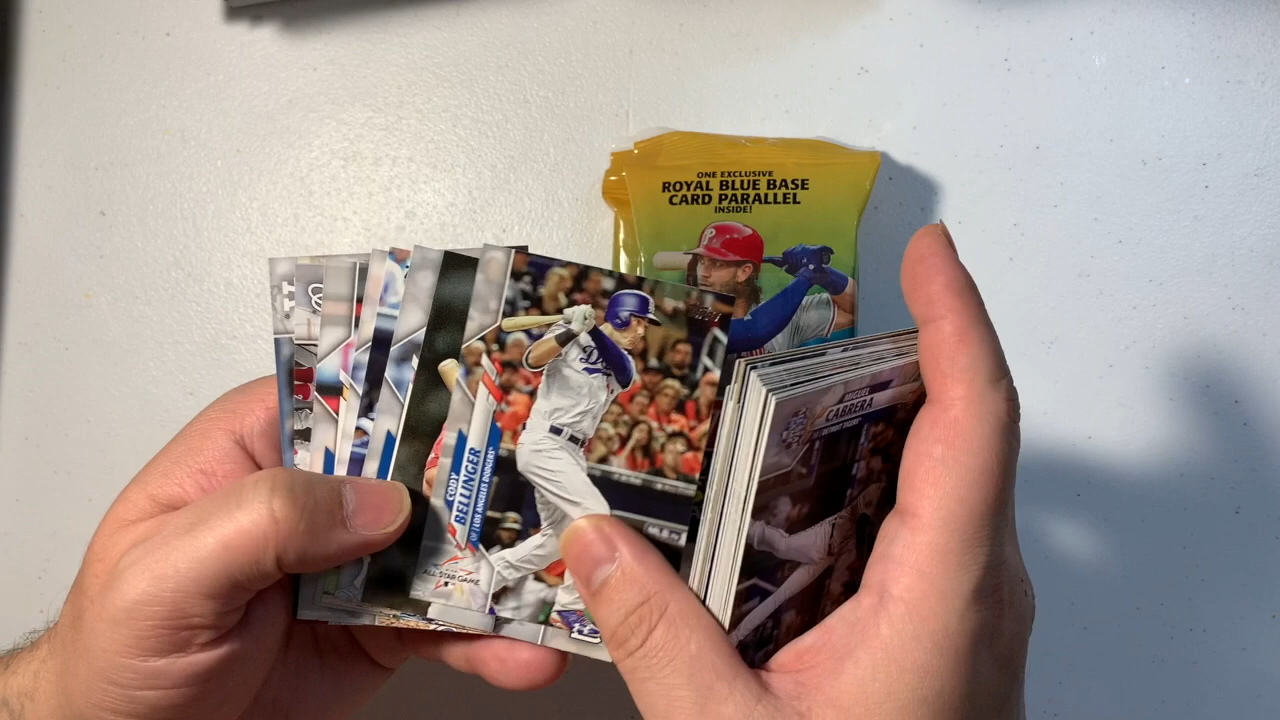 ONE EXCLUSIVE
ROYAL BLUE BASE
CARD PARALLEL
INSIDE!
P
CODY
BELLINGER
OF | LOS ANGELES DODGERS
ALL STAR GAME
MIGUEL
CABRERA
DETROIT TIGERS